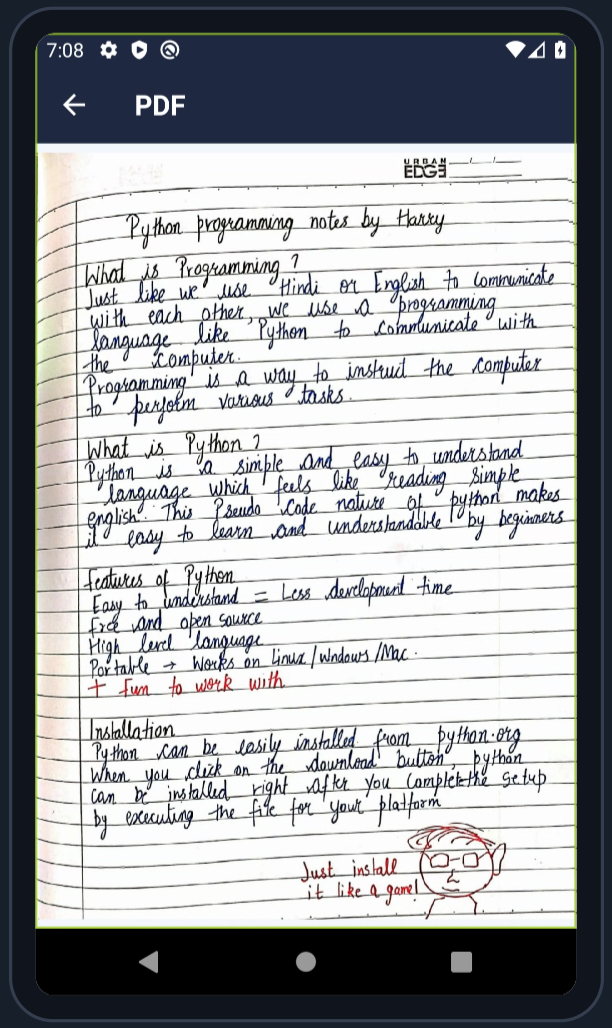 7:08
PDF
URBAN
EDGE
Python programming notes by Harry
What is Programming?
Just like we use Hindi or English to communicate
with each other, we use a programming
language like Python to communicate with
the computer.
Programming is a way to instruct the computer
to perform various tasks.
What is Python?
Python is a simple and easy to understand
language which feels like reading simple
english. This Pseudo Code nature of python makes
it easy to learn and understandable by beginners
features of Python
Easy to understand = Less development time
free and open source
High level language
Portable → Works on Linux/Windows/Mac.
+ fun to work with
Installation
Python can be easily installed from python.org
When you click on the download button, python
can be installed right after you complete the setup
by executing the file for your platform
Just install
it like a game!